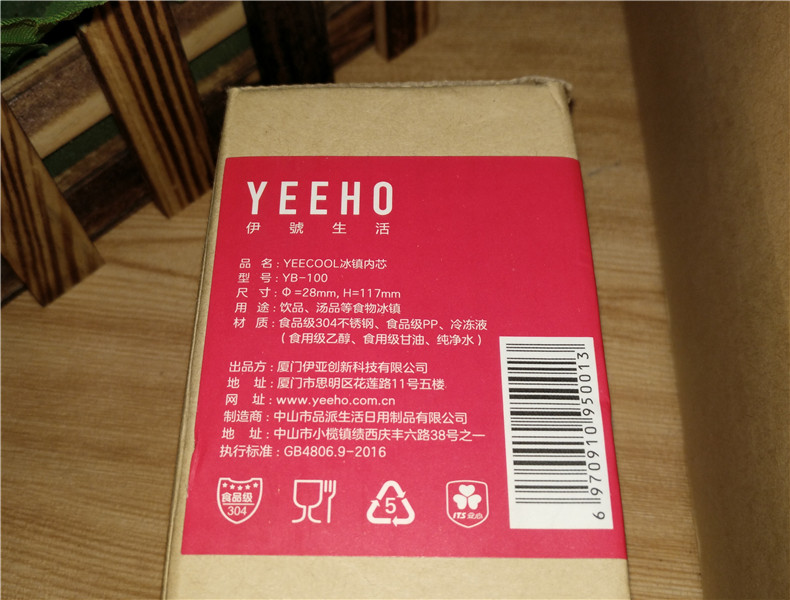 YEEHO
伊號生活
品 名：YEECOOL冰镇内芯
型 号：YB-100
尺 寸：Φ=28mm, H=117mm
用 途：饮品、汤品等食物冰镇
材 质：食品级304不锈钢、食品级PP、冷冻液
（食用级乙醇、食用级甘油、纯净水）
出品方：厦门伊亚创新科技有限公司
地 址：厦门市思明区花莲路11号五楼
网 址：www.yeeho.com.cn
制造商：中山市品派生活日用制品有限公司
地 址：中山市小榄镇绩西庆丰六路38号之一
执行标准：GB4806.9-2016
食品级
304
5
ITS
6 970910 950013